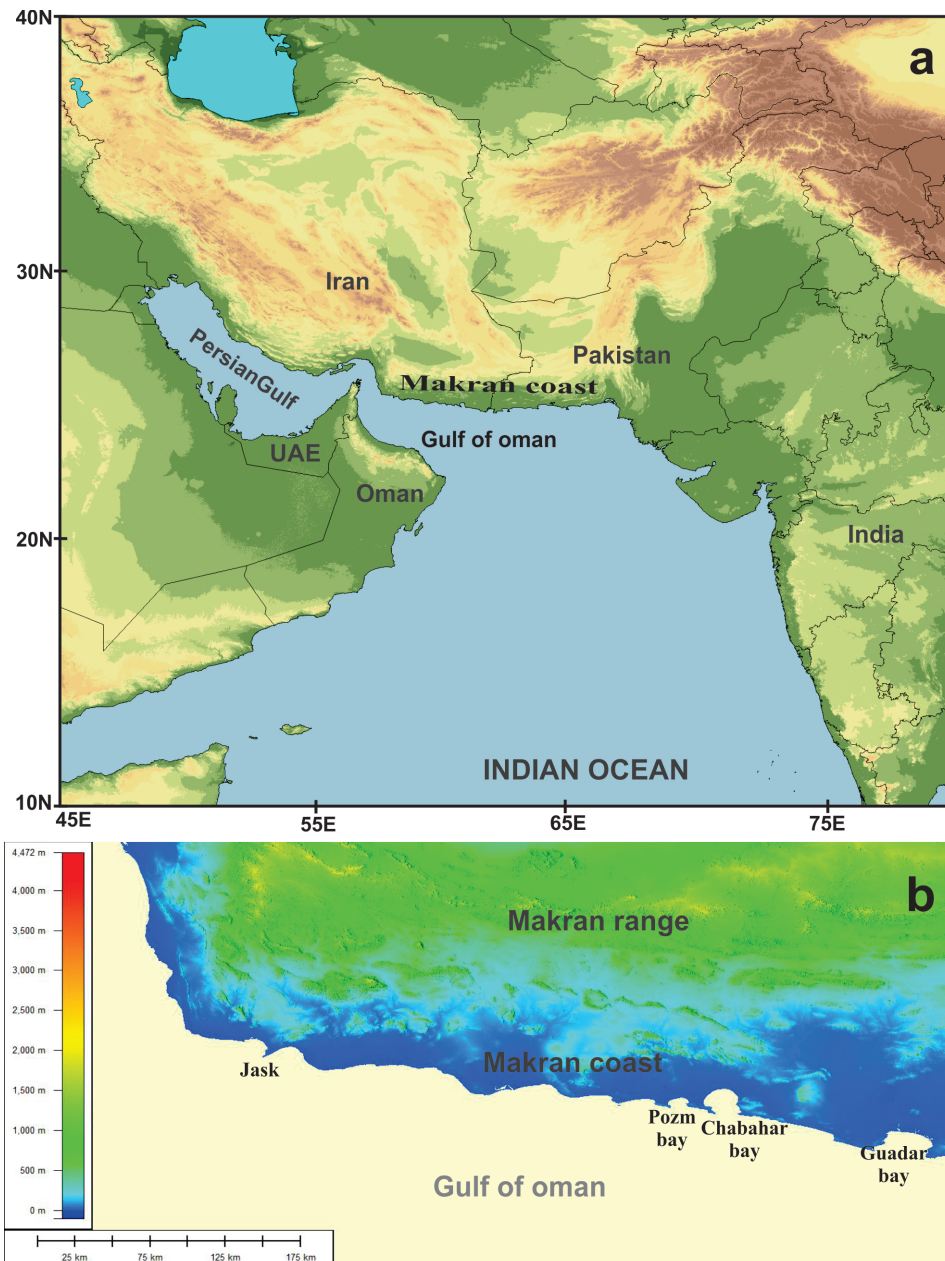 40N
a
30N
Iran
PersianGulf
Pakistan
Makran coast
Gulf of oman
UAE
Oman
20N
India
INDIAN OCEAN
10N
45E
55E
65E
75E
4,472 m
4,000 m
3,500 m
3,000 m
2,500 m
2,000 m
1,500 m
1,000 m
500 m
0 m
b
Makran range
Makran coast
Jask
Pozm
bay
Chabahar
bay
Guadar
bay
Gulf of oman
25 km
75 km
125 km
175 km